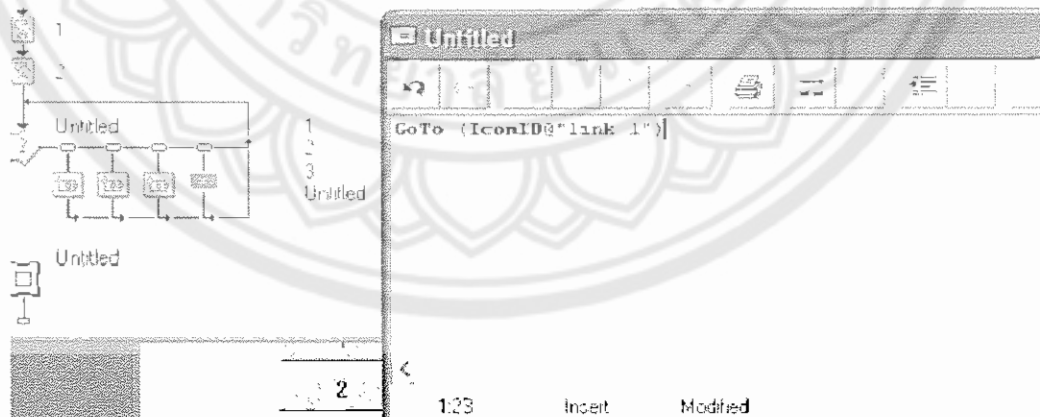 1
2
Untitled
1
2
3
Untitled
Untitled
2
Untitled
GoTo (IconID@"link 1")
1:23 Insert Modified